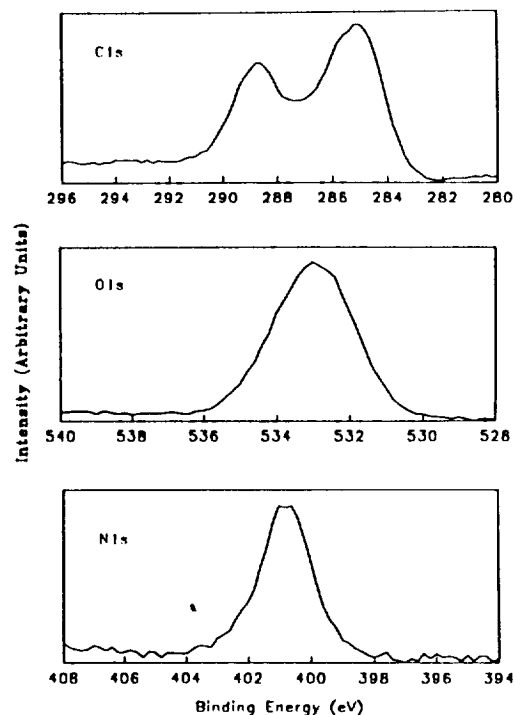 C1s
296 294 292 290 288 286 284 282 280
Intensity (Arbitrary Units)
O1s
540 538 536 534 532 530 528
N1s
408 406 404 402 400 398 396 394
Binding Energy (eV)